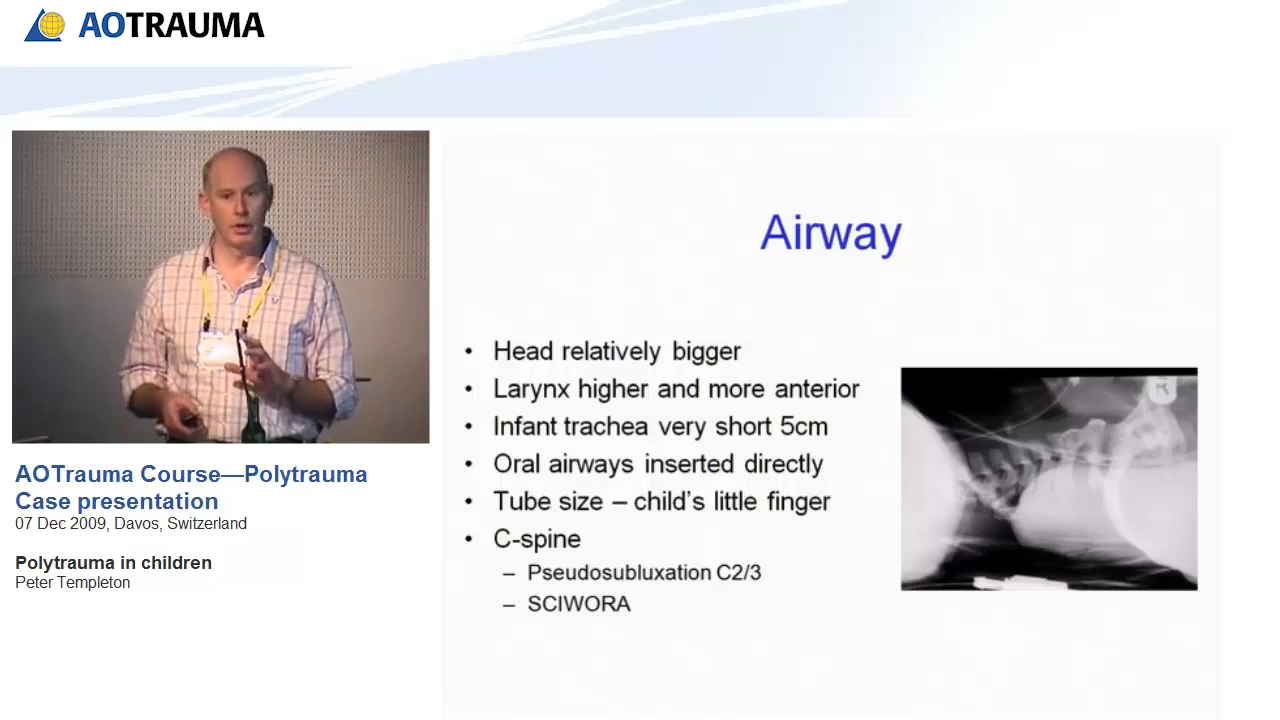 AOTRAUMA
AOTrauma Course—Polytrauma
Case presentation
07 Dec 2009, Davos, Switzerland
Polytrauma in children
Peter Templeton
Airway
• Head relatively bigger
• Larynx higher and more anterior
• Infant trachea very short 5cm
• Oral airways inserted directly
• Tube size – child's little finger
• C-spine
– Pseudosubluxation C2/3
– SCIWORA
R